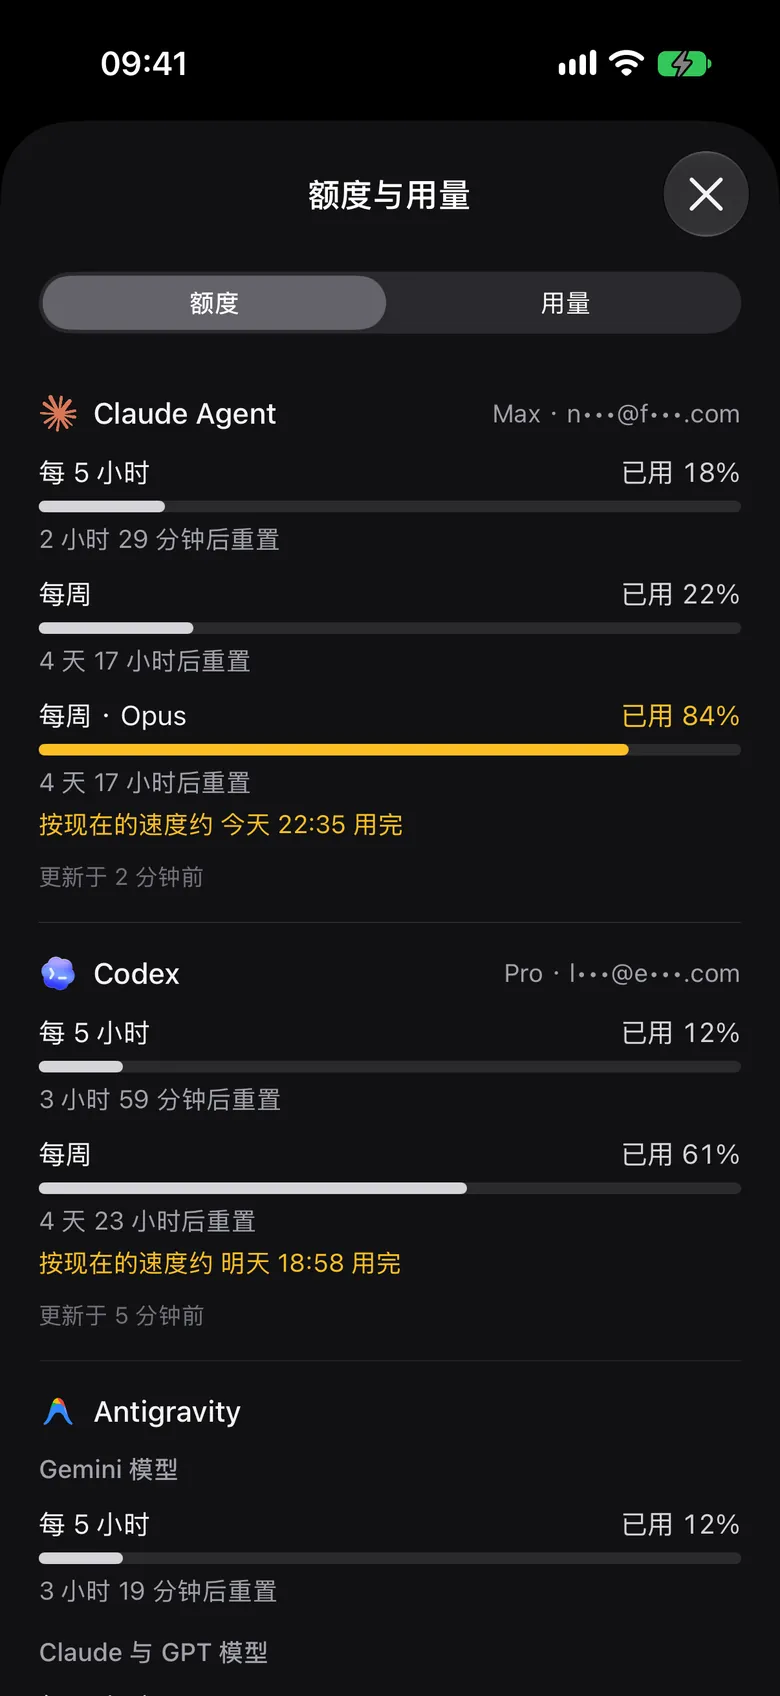 09:41
额度与用量
额度
用量
Claude Agent
Max · n•••@f•••.com
每 5 小时
已用 18%
2 小时 29 分钟后重置
每周
已用 22%
4 天 17 小时后重置
每周 · Opus
已用 84%
4 天 17 小时后重置
按现在的速度约 今天 22:35 用完
更新于 2 分钟前
Codex
Pro · l•••@e•••.com
每 5 小时
已用 12%
3 小时 59 分钟后重置
每周
已用 61%
4 天 23 小时后重置
按现在的速度约 明天 18:58 用完
更新于 5 分钟前
Antigravity
Gemini 模型
每 5 小时
已用 12%
3 小时 19 分钟后重置
Claude 与 GPT 模型